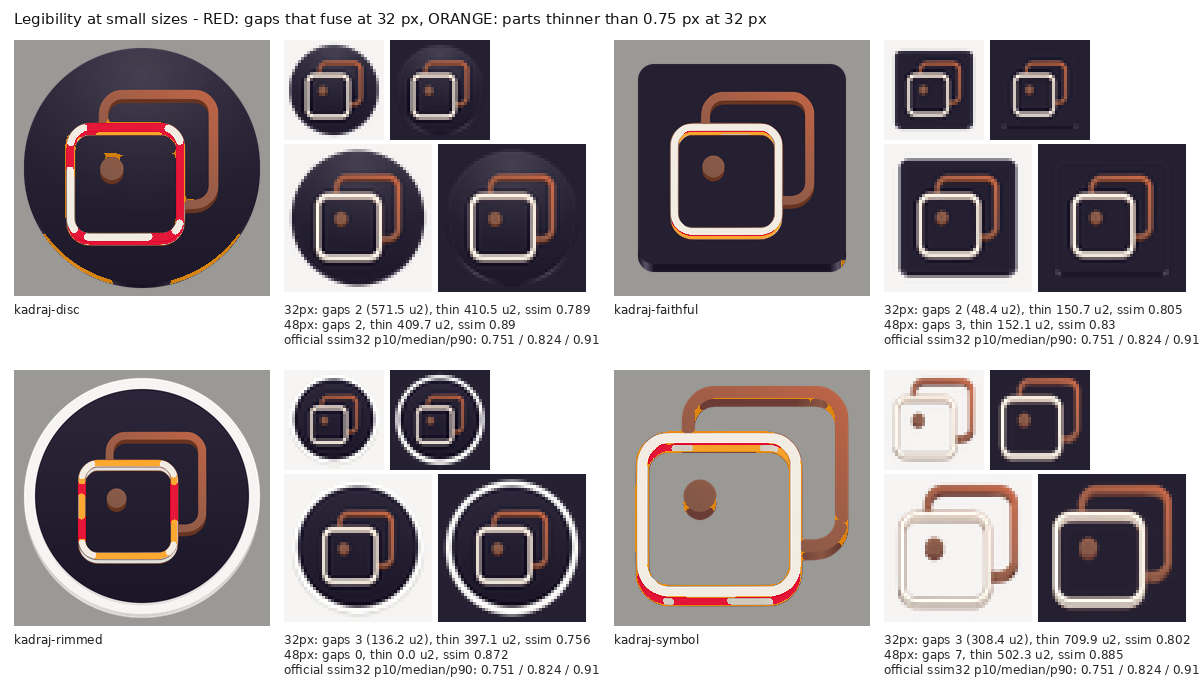 Legibility at small sizes - RED: gaps that fuse at 32 px, ORANGE: parts thinner than 0.75 px at 32 px
kadraj-disc
32px: gaps 2 (571.5 u2), thin 410.5 u2, ssim 0.789
48px: gaps 2, thin 409.7 u2, ssim 0.89
official ssim32 p10/median/p90: 0.751 / 0.824 / 0.91
kadraj-faithful
32px: gaps 2 (48.4 u2), thin 150.7 u2, ssim 0.805
48px: gaps 3, thin 152.1 u2, ssim 0.83
official ssim32 p10/median/p90: 0.751 / 0.824 / 0.91
kadraj-rimmed
32px: gaps 3 (136.2 u2), thin 397.1 u2, ssim 0.756
48px: gaps 0, thin 0.0 u2, ssim 0.872
official ssim32 p10/median/p90: 0.751 / 0.824 / 0.91
kadraj-symbol
32px: gaps 3 (308.4 u2), thin 709.9 u2, ssim 0.802
48px: gaps 7, thin 502.3 u2, ssim 0.885
official ssim32 p10/median/p90: 0.751 / 0.824 / 0.91